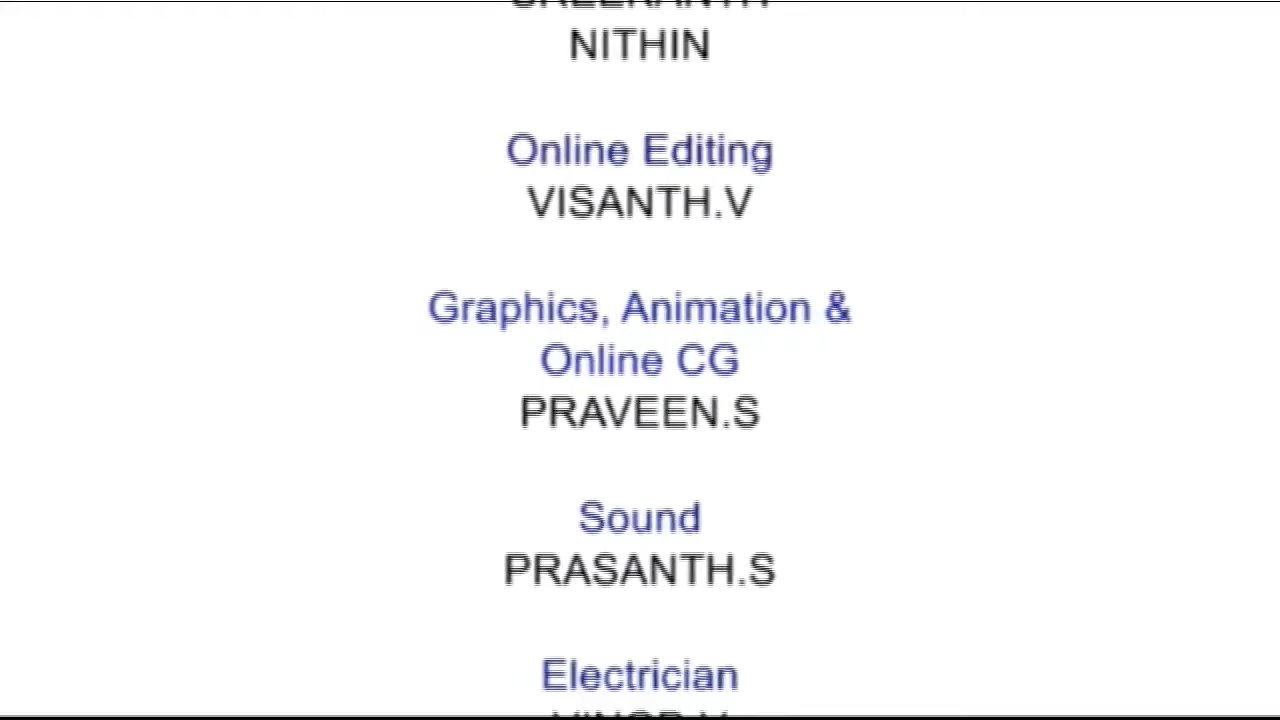 NITHIN
Online Editing
VISANTH.V
Graphics, Animation &
Online CG
PRAVEEN.S
Sound
PRASANTH.S
Electrician